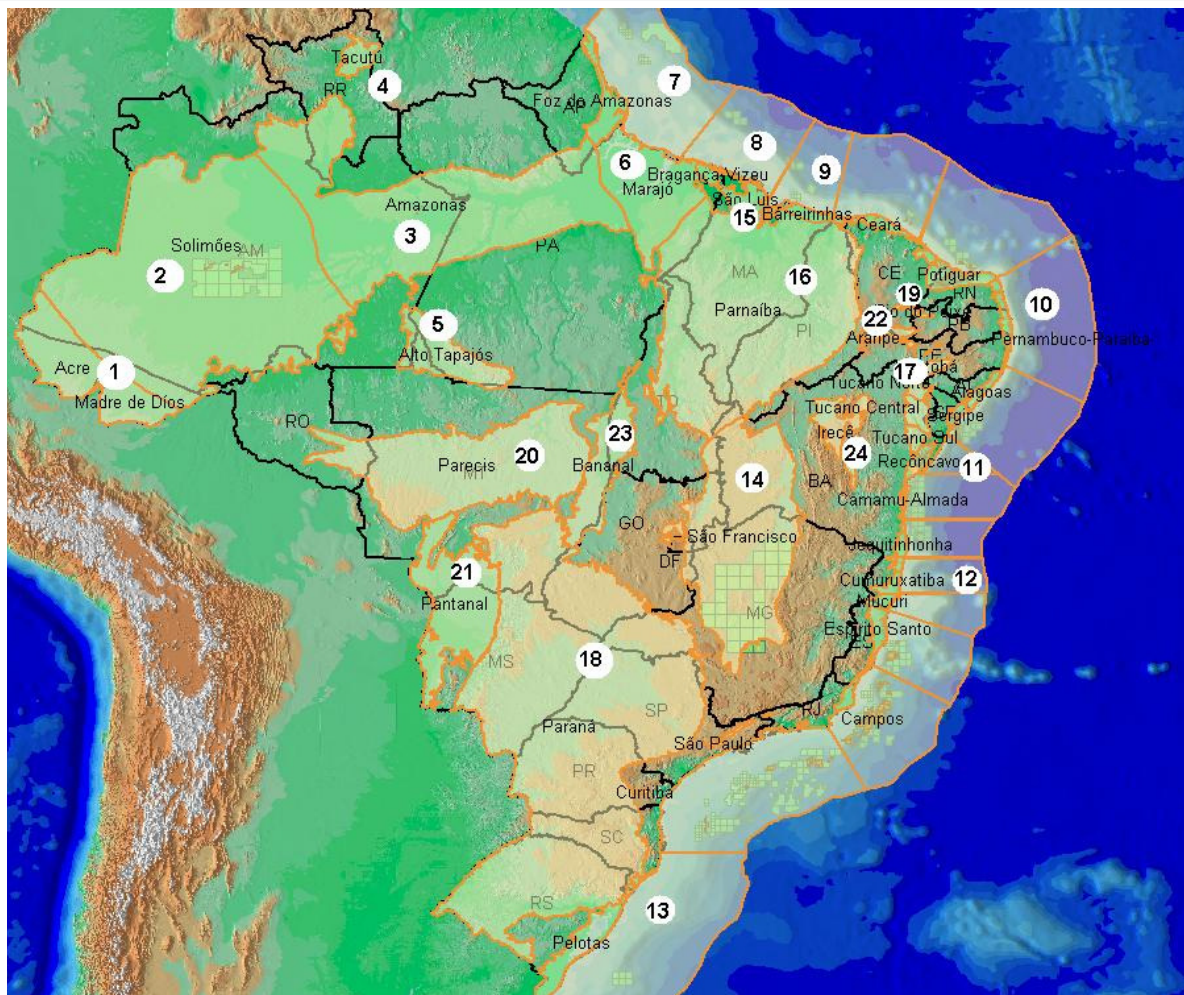 Tacutu
4
RR
7
Foz do Amazonas
AP
8
6
Bragança-Vizeu
9
Marajó
São Luis
Amazonas
15
Barreirinhas
Ceará
3
Solimões
AM
PA
2
MA
16
CE
Potiguar
19
RN
10
Parnaíba
5
22
PB
PI
Araripe
Pernambuco-Paraíba
Alto Tapajós
PE
Acre
1
17
Tucano Norte
AL
Alagoas
Madre de Díos
TO
Tucano Central
Sergipe
RO
23
Irecê
Tucano Sul
20
24
Parecis
Bananal
Recôncavo
11
MT
14
BA
Camamu-Almada
GO
São Francisco
Jequitinhonha
DF
21
Cumuruxatiba
12
Pantanal
Mucuri
MG
Espírito Santo
18
MS
SP
RJ
Campos
Paraná
São Paulo
PR
Curitiba
SC
RS
13
Pelotas